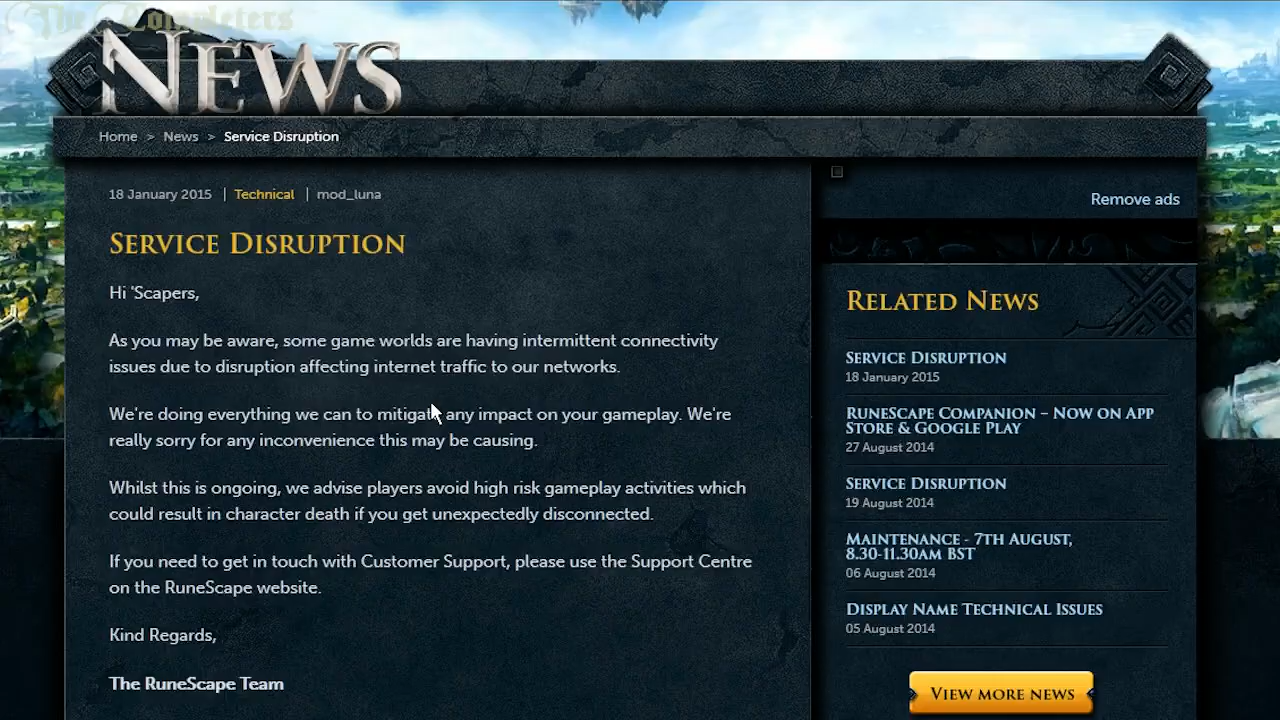 The Completers
NEWS
Home > News > Service Disruption
18 January 2015 | Technical | mod_luna
Remove ads
SERVICE DISRUPTION
Hi 'Scapers,
As you may be aware, some game worlds are having intermittent connectivity
issues due to disruption affecting internet traffic to our networks.
We're doing everything we can to mitigate any impact on your gameplay. We're
really sorry for any inconvenience this may be causing.
Whilst this is ongoing, we advise players avoid high risk gameplay activities which
could result in character death if you get unexpectedly disconnected.
If you need to get in touch with Customer Support, please use the Support Centre
on the RuneScape website.
Kind Regards,
The RuneScape Team
RELATED NEWS
SERVICE DISRUPTION
18 January 2015
RUNESCAPE COMPANION – NOW ON APP
STORE & GOOGLE PLAY
27 August 2014
SERVICE DISRUPTION
19 August 2014
MAINTENANCE - 7TH AUGUST,
8.30-11.30AM BST
06 August 2014
DISPLAY NAME TECHNICAL ISSUES
05 August 2014
VIEW MORE NEWS